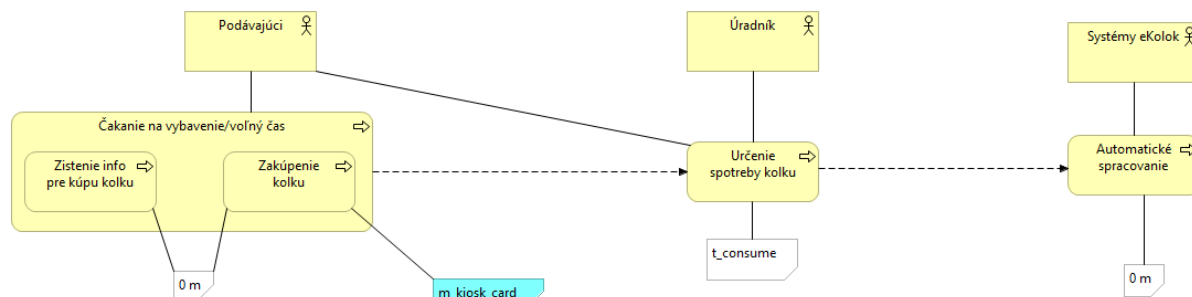 Podávajúci
Úradník
Systémy eKolok
Čakanie na vybavenie/voľný čas
Zistenie info
pre kúpu kolku
Zakúpenie
kolku
Určenie
spotreby kolku
Automatické
spracovanie
t_consume
0 m
m_kiosk_card
0 m